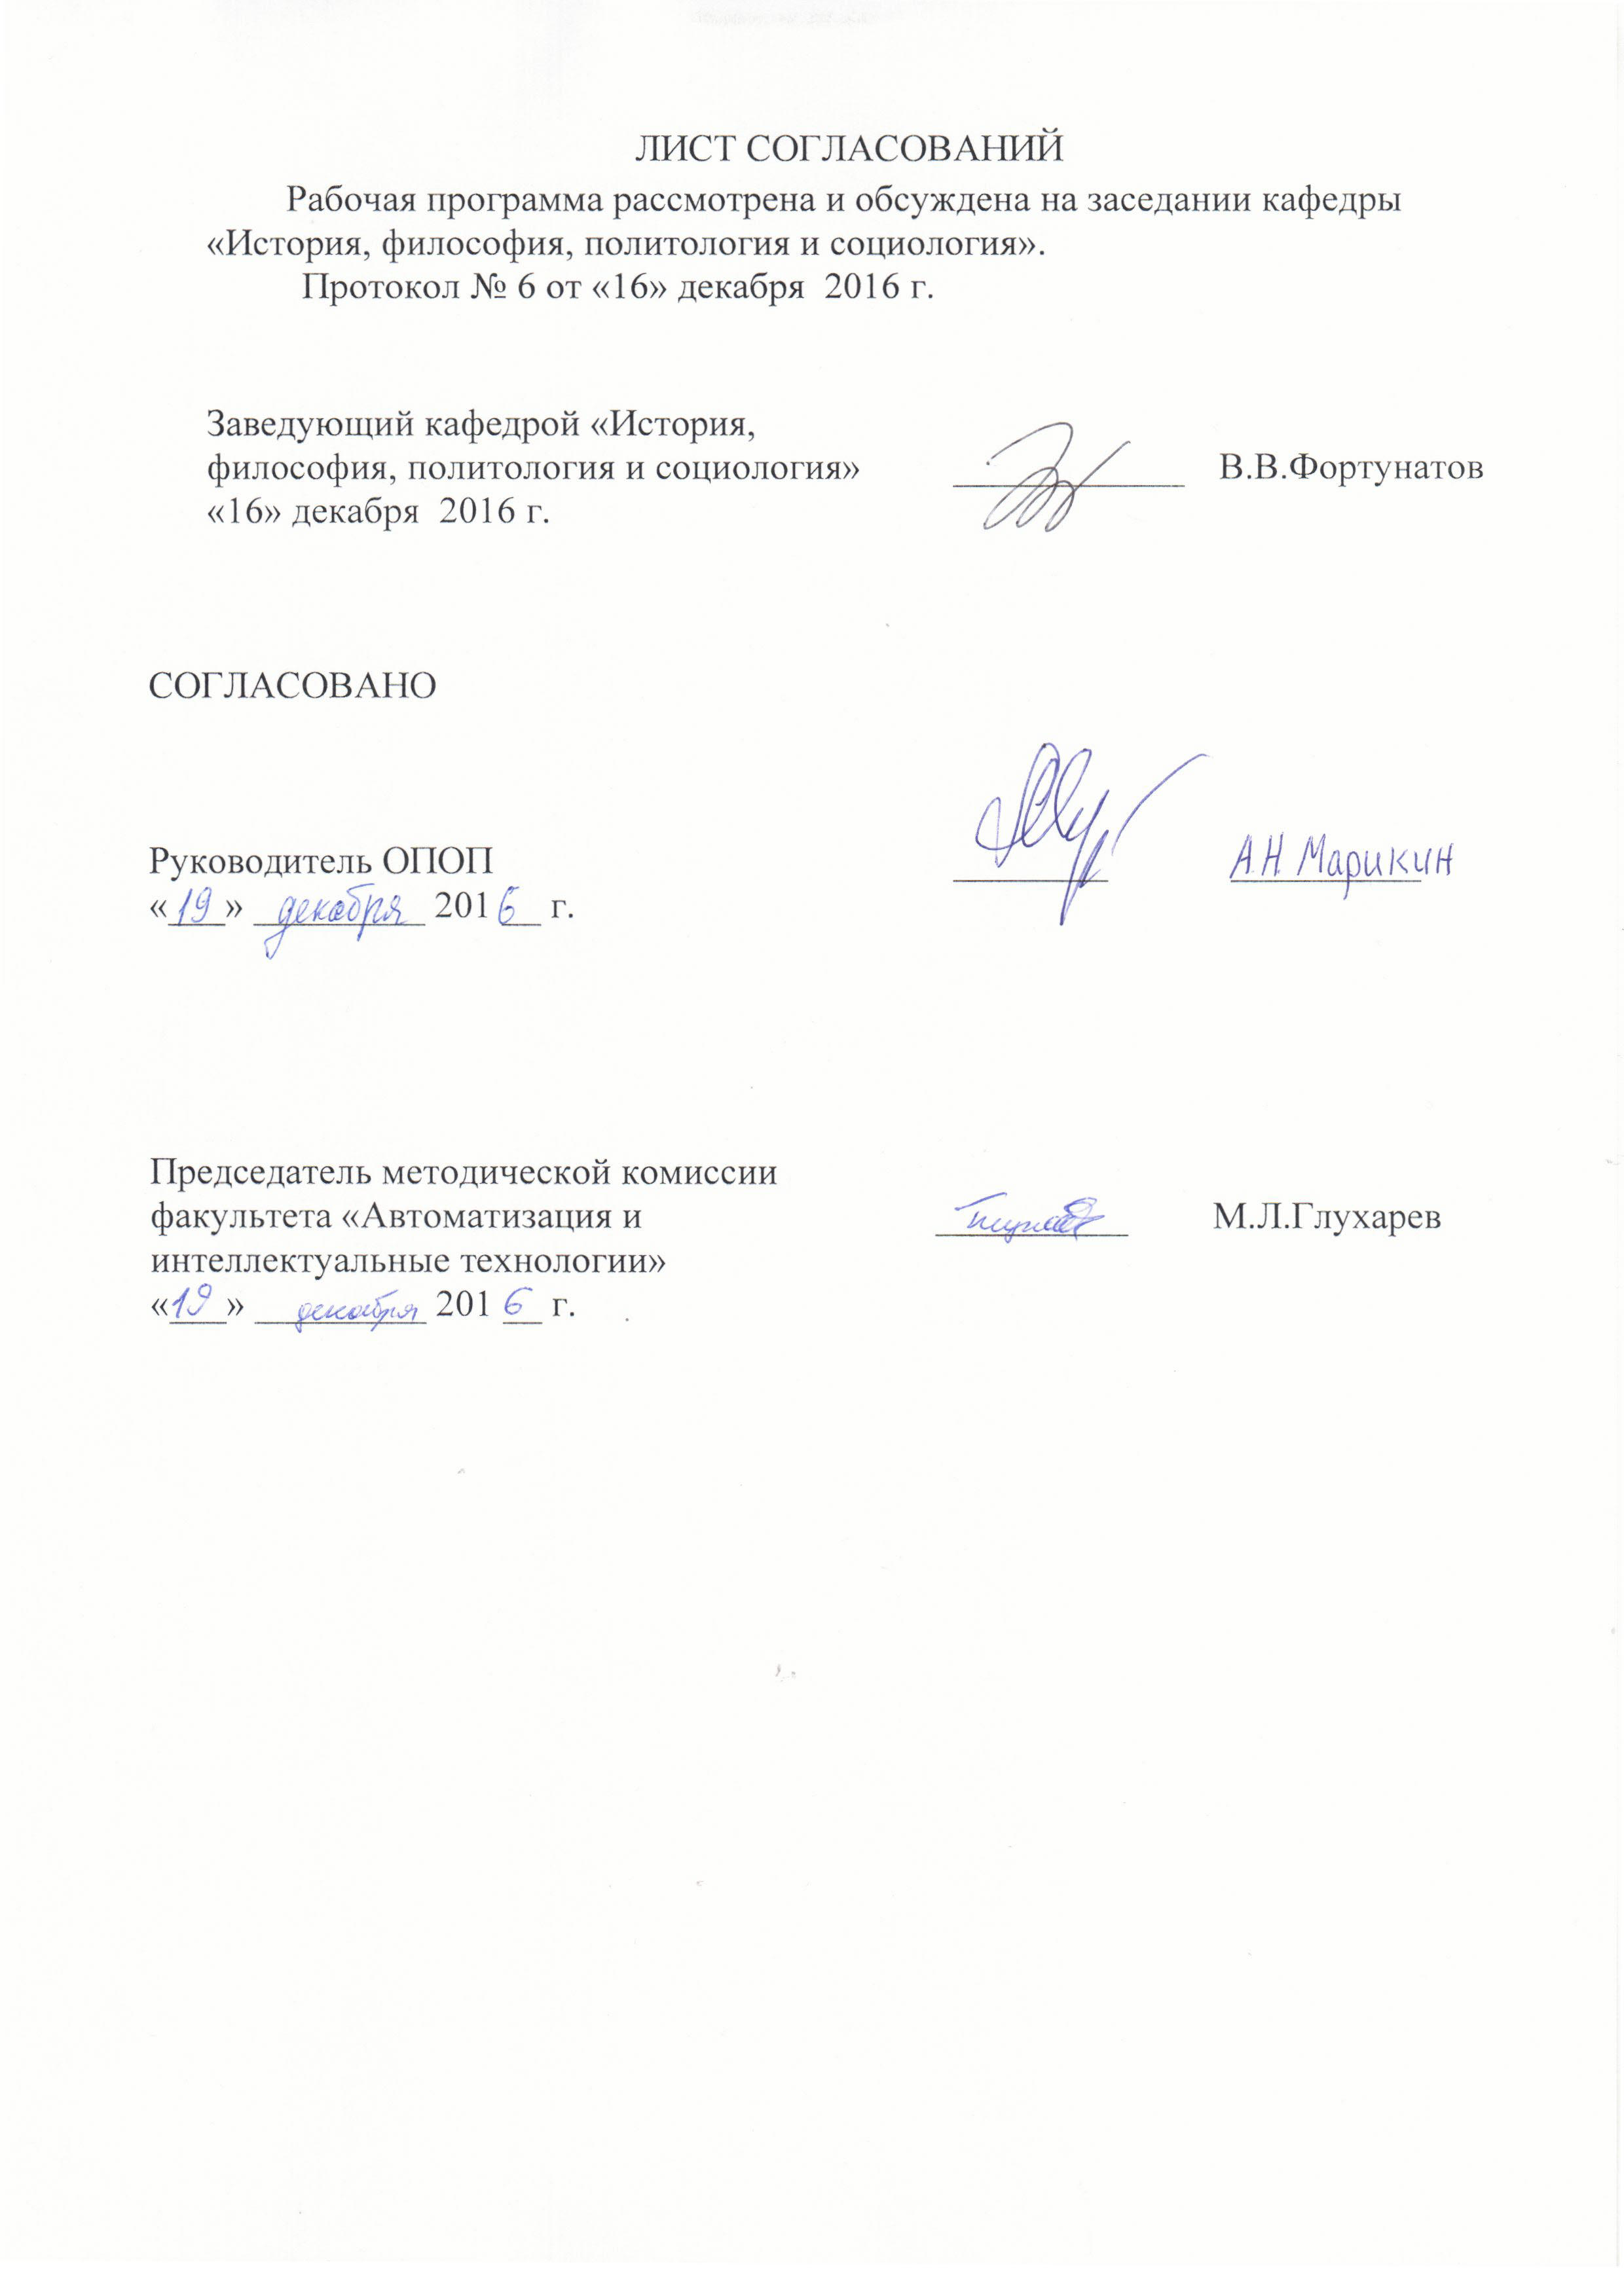 ЛИСТ СОГЛАСОВАНИЙ
Рабочая программа рассмотрена и обсуждена на заседании кафедры
«История, философия, политология и социология».
Протокол № 6 от «16» декабря 2016 г.
Заведующий кафедрой «История,
философия, политология и социология» В.В.Фортунатов
«16» декабря 2016 г.
СОГЛАСОВАНО
Руководитель ОПОП А.Н. Марикин
«19» декабря 2016 г.
Председатель методической комиссии
факультета «Автоматизация и М.Л.Глухарев
интеллектуальные технологии»
«19» декабря 2016 г.